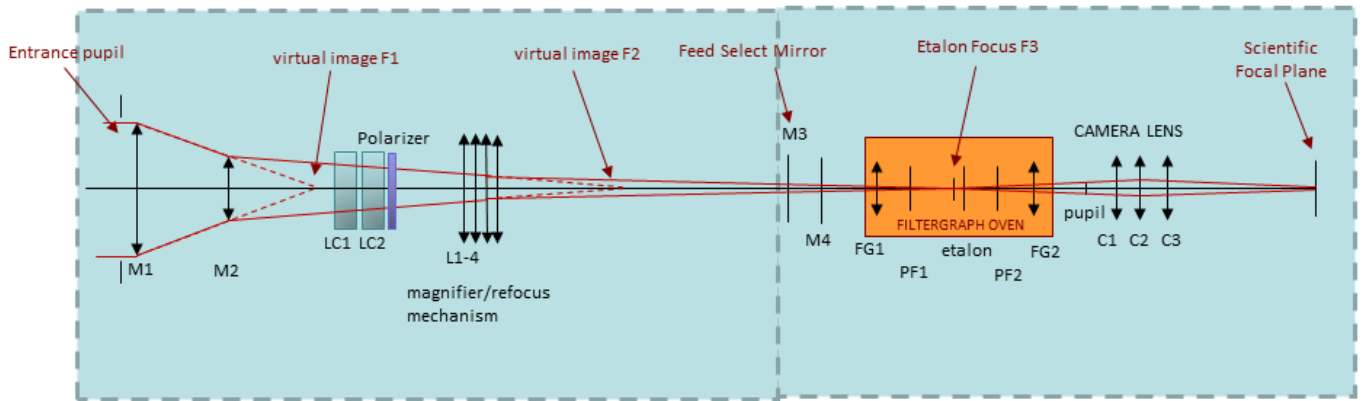 Entrance pupil
virtual image F1
virtual image F2
Feed Select Mirror
Etalon Focus F3
Scientific
Focal Plane
Polarizer
M3
CAMERA LENS
M1
M2
LC1
LC2
L1-4
magnifier/refocus
mechanism
M4
FG1
PF1
FILTERGRAPH OVEN
etalon
PF2
FG2
pupil
C1
C2
C3